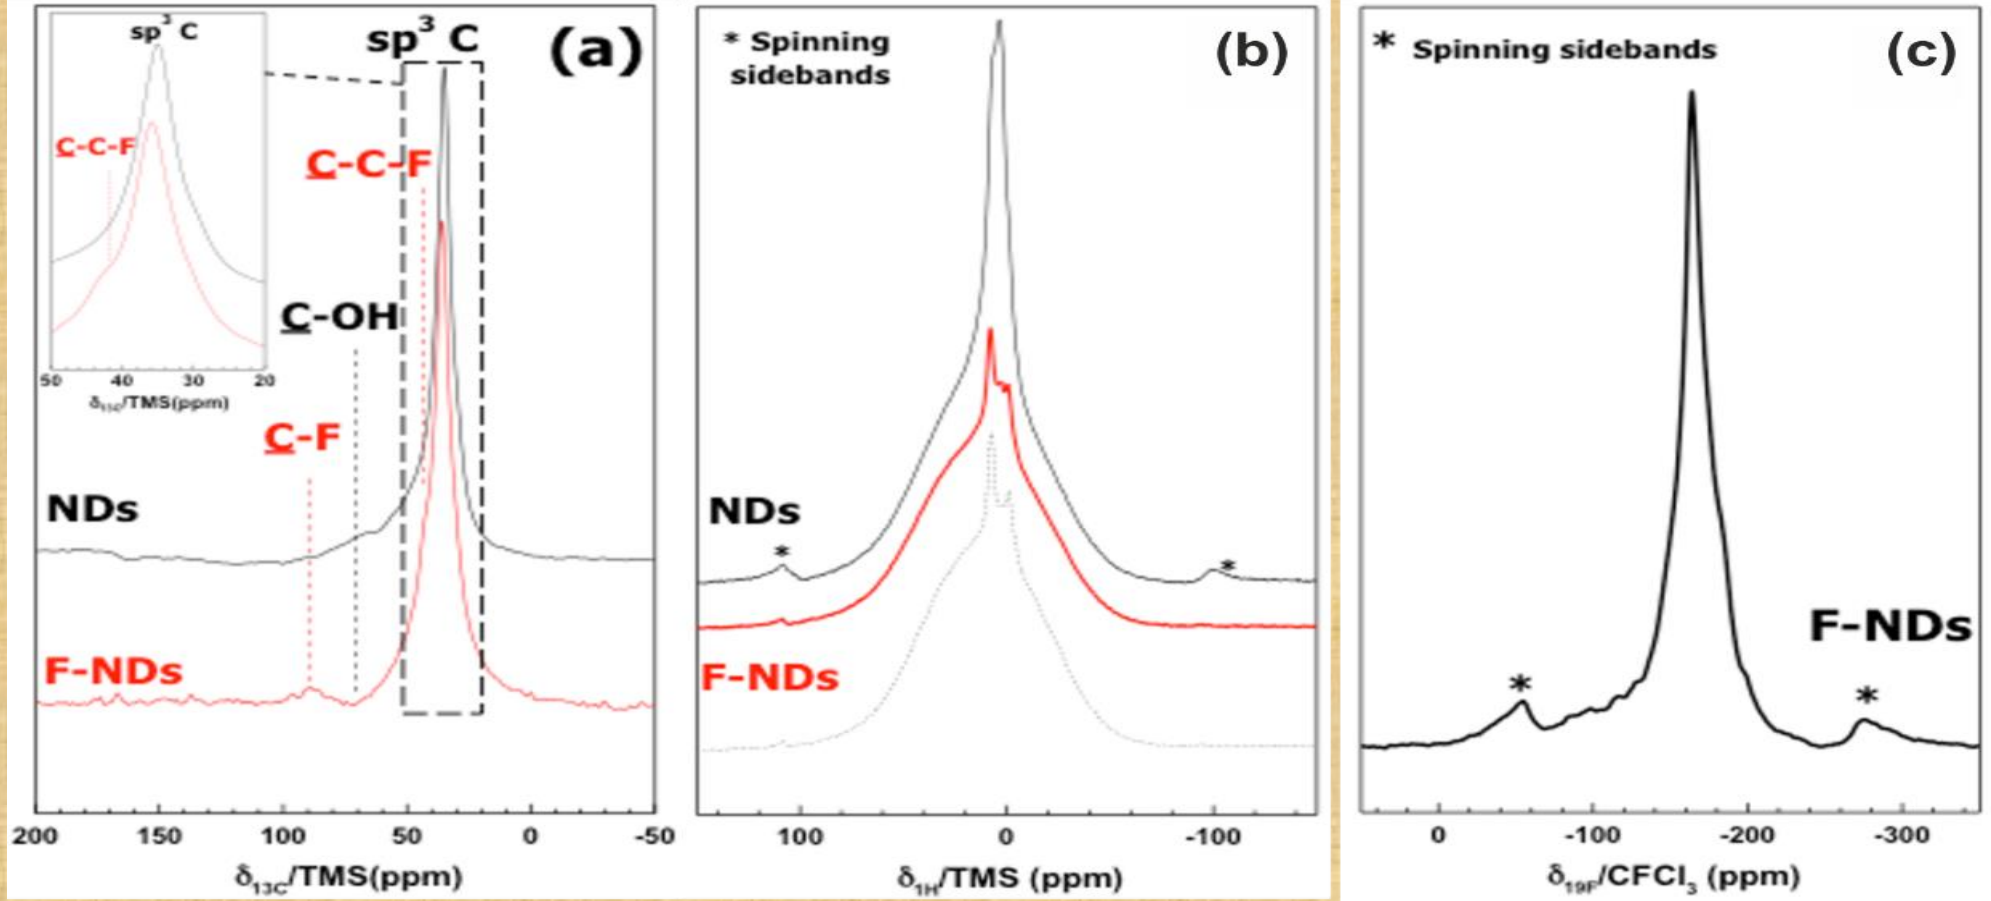 sp³ C
C-C-F
50 40 30 20
δ₁₃C/TMS(ppm)
sp³ C
(a)
C-C-F
C-OH
C-F
NDs
F-NDs
200 150 100 50 0 -50
δ₁₃C/TMS(ppm)
* Spinning
sidebands
(b)
NDs
*
*
F-NDs
100 0 -100
δ₁H/TMS (ppm)
* Spinning sidebands
(c)
F-NDs
*
*
0 -100 -200 -300
δ₁₉F/CFCl₃ (ppm)